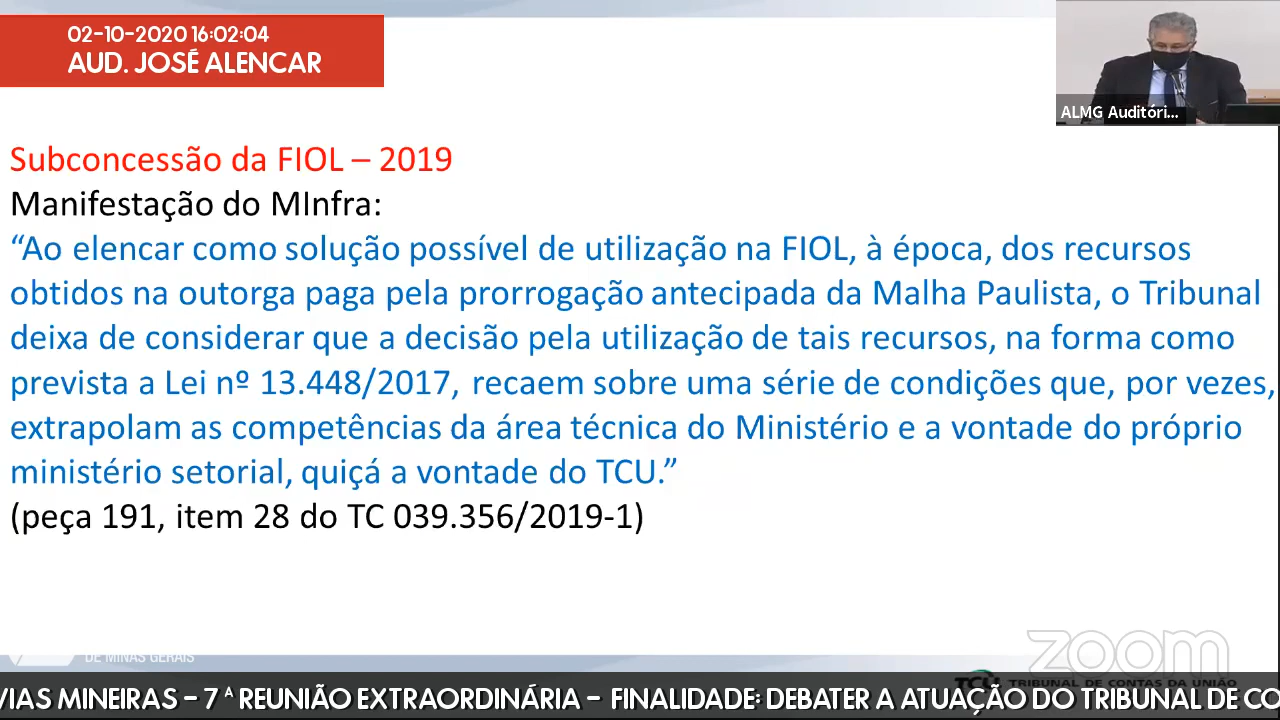 02-10-2020 16:02:04
AUD. JOSÉ ALENCAR
ALMG Auditóri...
Subconcessão da FIOL – 2019
Manifestação do MInfra:
“Ao elencar como solução possível de utilização na FIOL, à época, dos recursos
obtidos na outorga paga pela prorrogação antecipada da Malha Paulista, o Tribunal
deixa de considerar que a decisão pela utilização de tais recursos, na forma como
prevista a Lei nº 13.448/2017, recaem sobre uma série de condições que, por vezes,
extrapolam as competências da área técnica do Ministério e a vontade do próprio
ministério setorial, quiçá a vontade do TCU.”
(peça 191, item 28 do TC 039.356/2019-1)
zoom
DE MINAS GERAIS
TCU TRIBUNAL DE CONTAS DA UNIÃO
VIAS MINEIRAS – 7ª REUNIÃO EXTRAORDINÁRIA – FINALIDADE: DEBATER A ATUAÇÃO DO TRIBUNAL DE CO